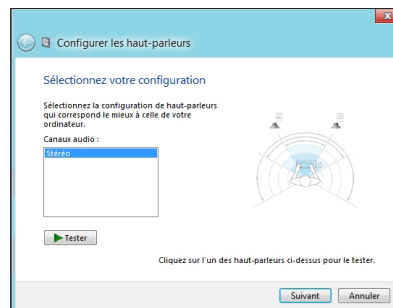 Configurer les haut-parleurs
Sélectionnez votre configuration
Sélectionnez la configuration de haut-parleurs
qui correspond le mieux à celle de votre
ordinateur.
Canaux audio :
Stéréo
Tester
Cliquez sur l'un des haut-parleurs ci-dessus pour le tester.
Suivant
Annuler